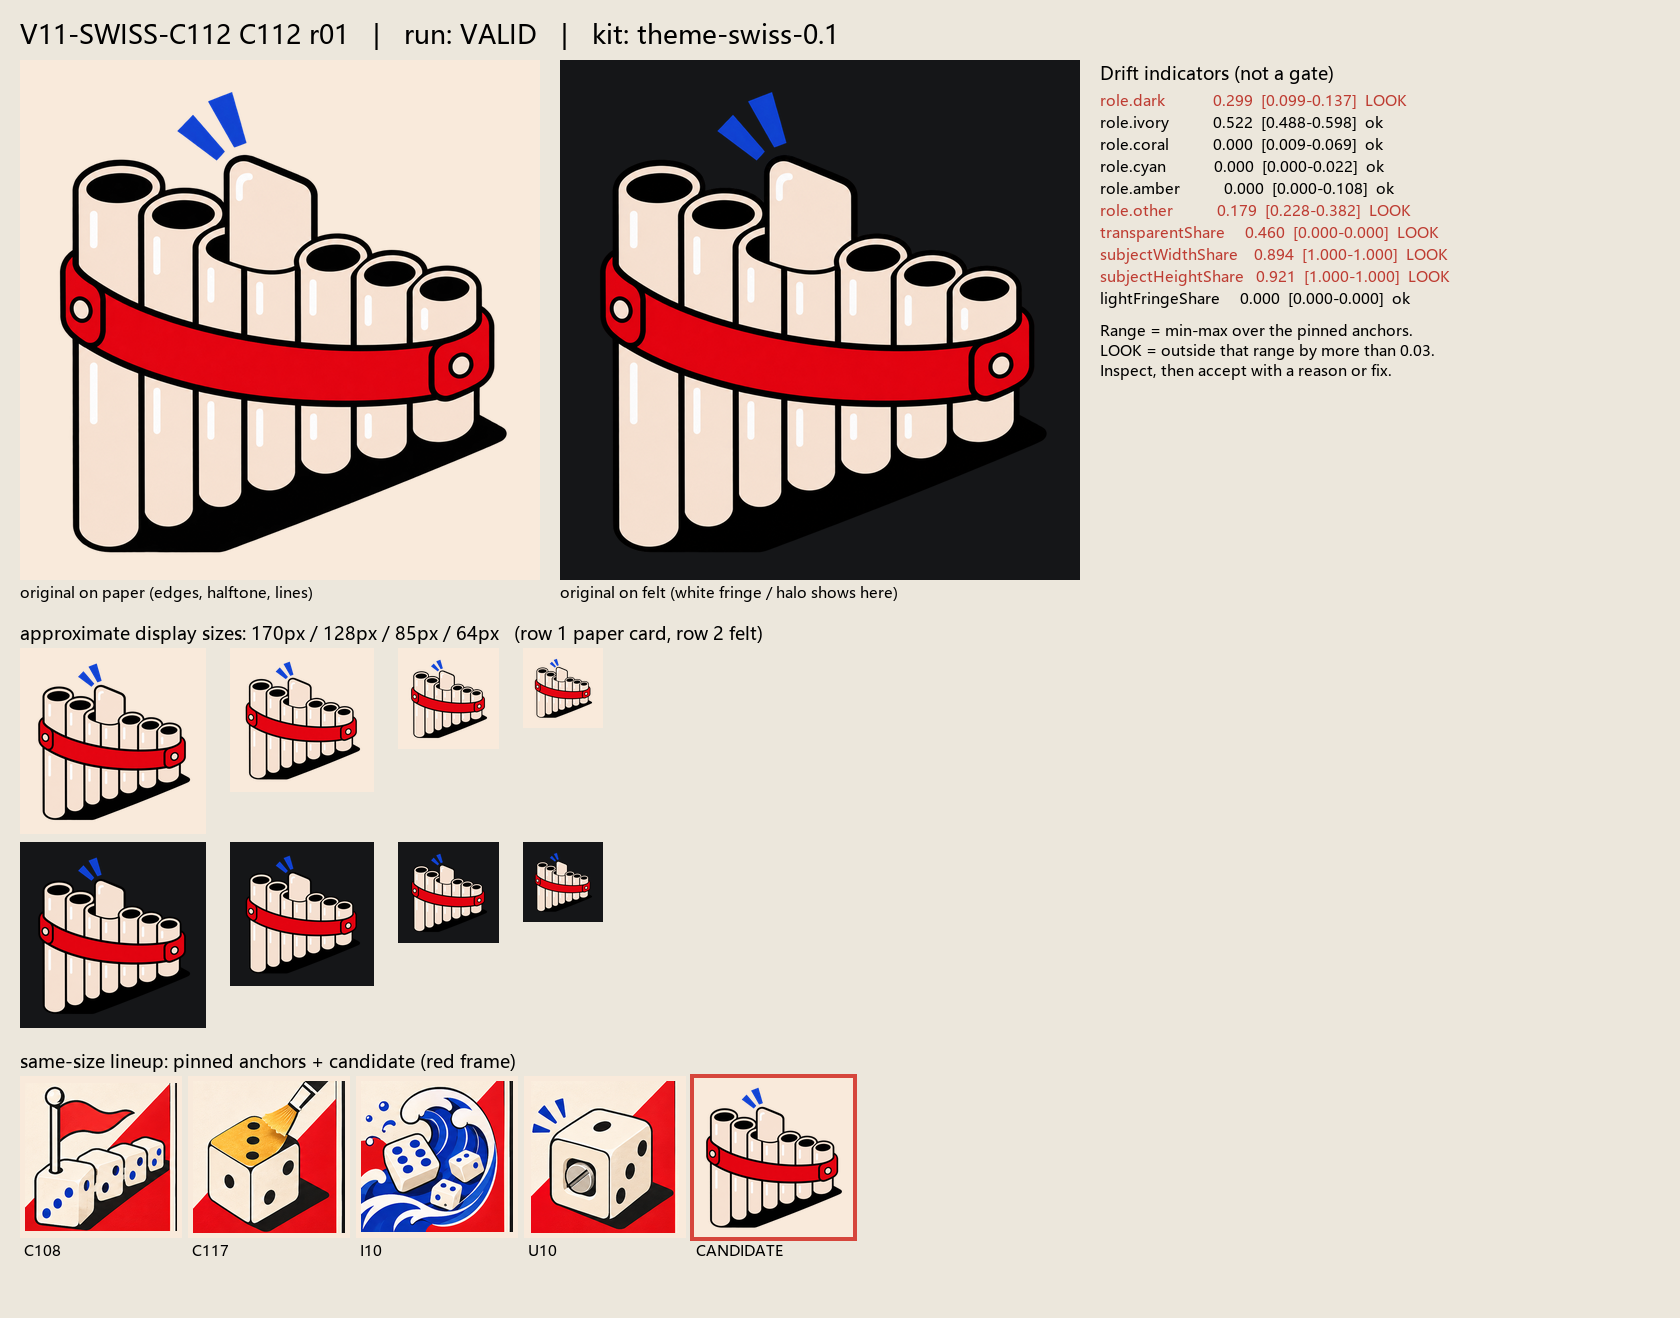 V11-SWISS-C112 C112 r01 | run: VALID | kit: theme-swiss-0.1
Drift indicators (not a gate)
role.dark 0.299 [0.099-0.137] LOOK
role.ivory 0.522 [0.488-0.598] ok
role.coral 0.000 [0.009-0.069] ok
role.cyan 0.000 [0.000-0.022] ok
role.amber 0.000 [0.000-0.108] ok
role.other 0.179 [0.228-0.382] LOOK
transparentShare 0.460 [0.000-0.000] LOOK
subjectWidthShare 0.894 [1.000-1.000] LOOK
subjectHeightShare 0.921 [1.000-1.000] LOOK
lightFringeShare 0.000 [0.000-0.000] ok
Range = min-max over the pinned anchors.
LOOK = outside that range by more than 0.03.
Inspect, then accept with a reason or fix.
original on paper (edges, halftone, lines)
original on felt (white fringe / halo shows here)
approximate display sizes: 170px / 128px / 85px / 64px (row 1 paper card, row 2 felt)
same-size lineup: pinned anchors + candidate (red frame)
C108
C117
I10
U10
CANDIDATE